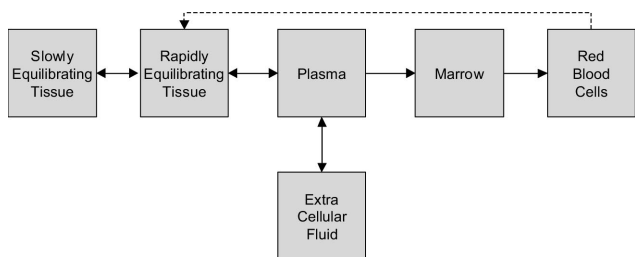 Slowly
Equilibrating
Tissue
Rapidly
Equilibrating
Tissue
Plasma
Marrow
Red
Blood
Cells
Extra
Cellular
Fluid